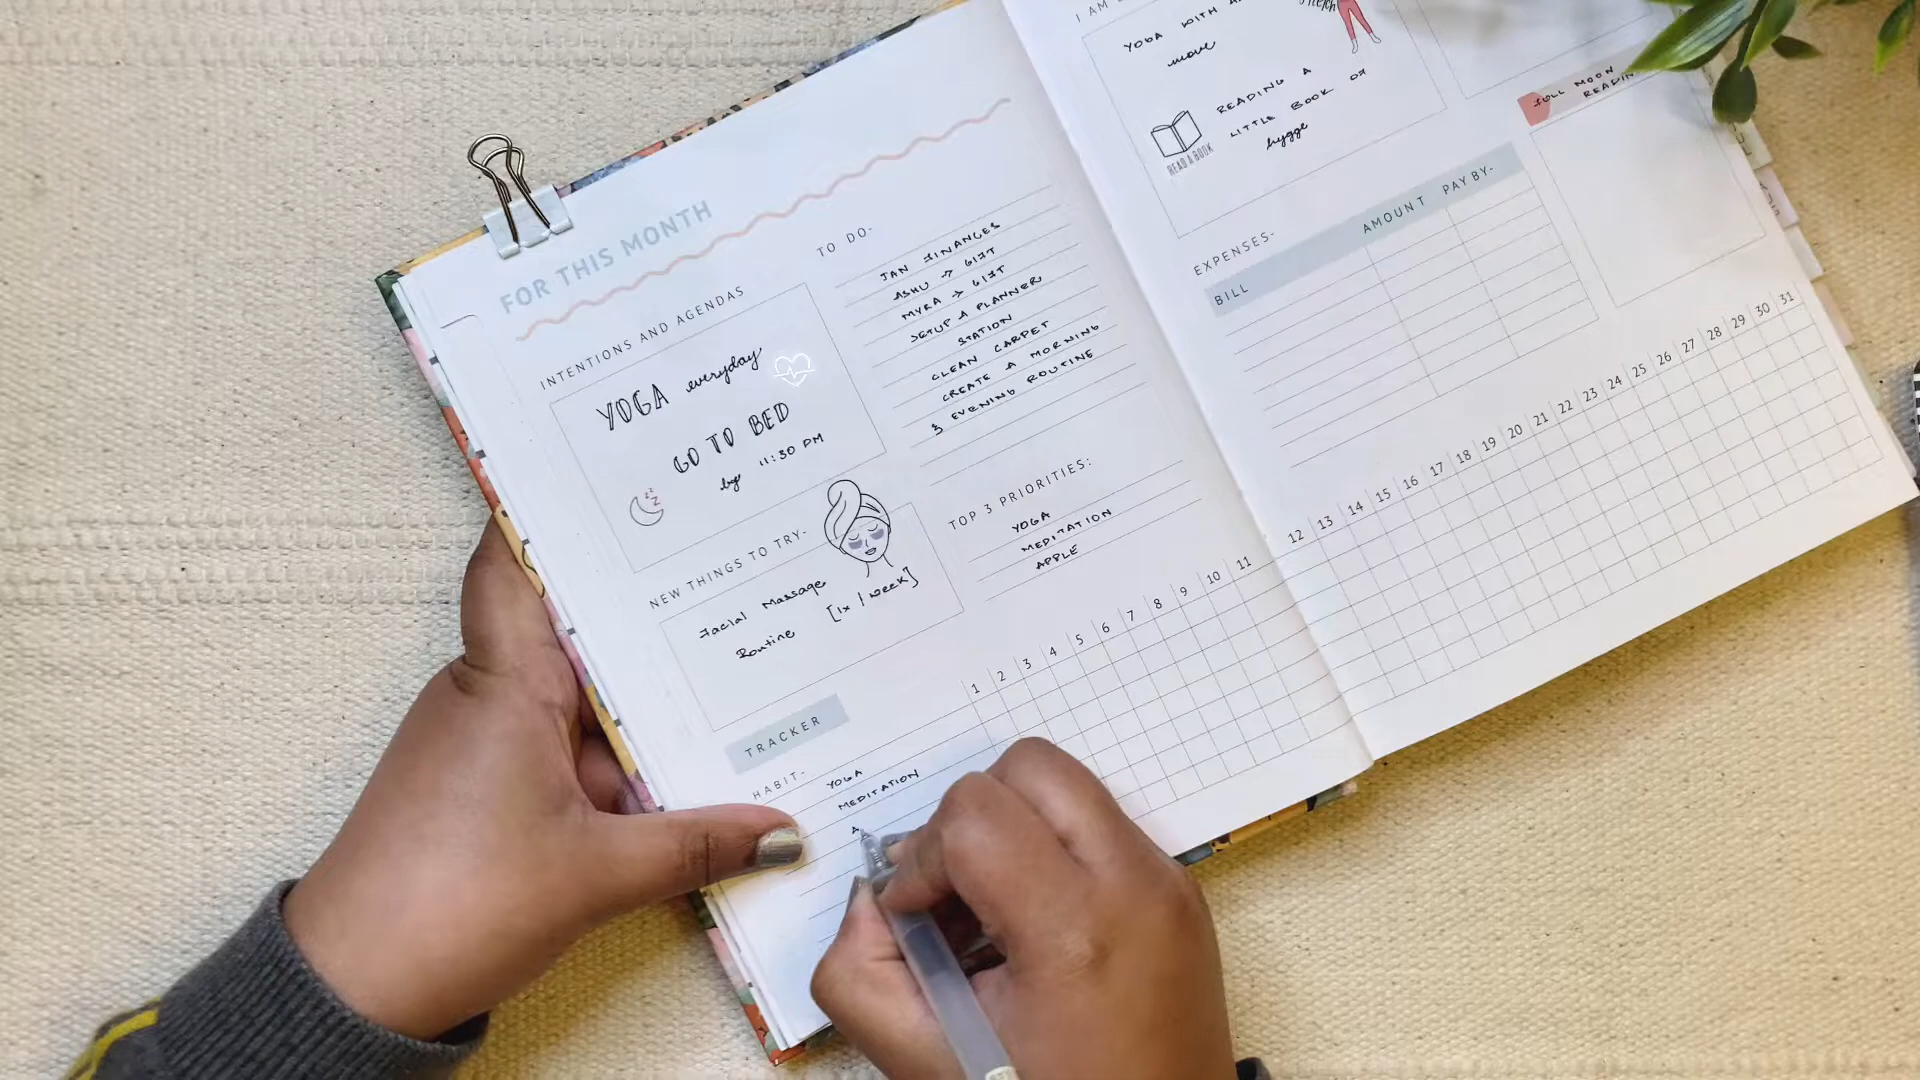 FOR THIS MONTH
INTENTIONS AND AGENDAS
YOGA everyday
GO TO BED
by 11:30 PM
zzz
NEW THINGS TO TRY-
Facial Massage
Routine [1x / week]
TO DO-
JAN FINANCES
ASHU → GIFT
MYRA → GIFT
SETUP A PLANNER
STATION
CLEAN CARPET
CREATE A MORNING
& EVENING ROUTINE
TOP 3 PRIORITIES:
YOGA
MEDITATION
APPLE
TRACKER
1 2 3 4 5 6 7 8 9 10 11
HABIT-
YOGA
MEDITATION
A
I AM
YOGA WITH
move
stretch
READ A BOOK
READING A
LITTLE BOOK OF
hygge
FULL MOON
READIN
EXPENSES-
BILL AMOUNT PAY BY-
12 13 14 15 16 17 18 19 20 21 22 23 24 25 26 27 28 29 30 31